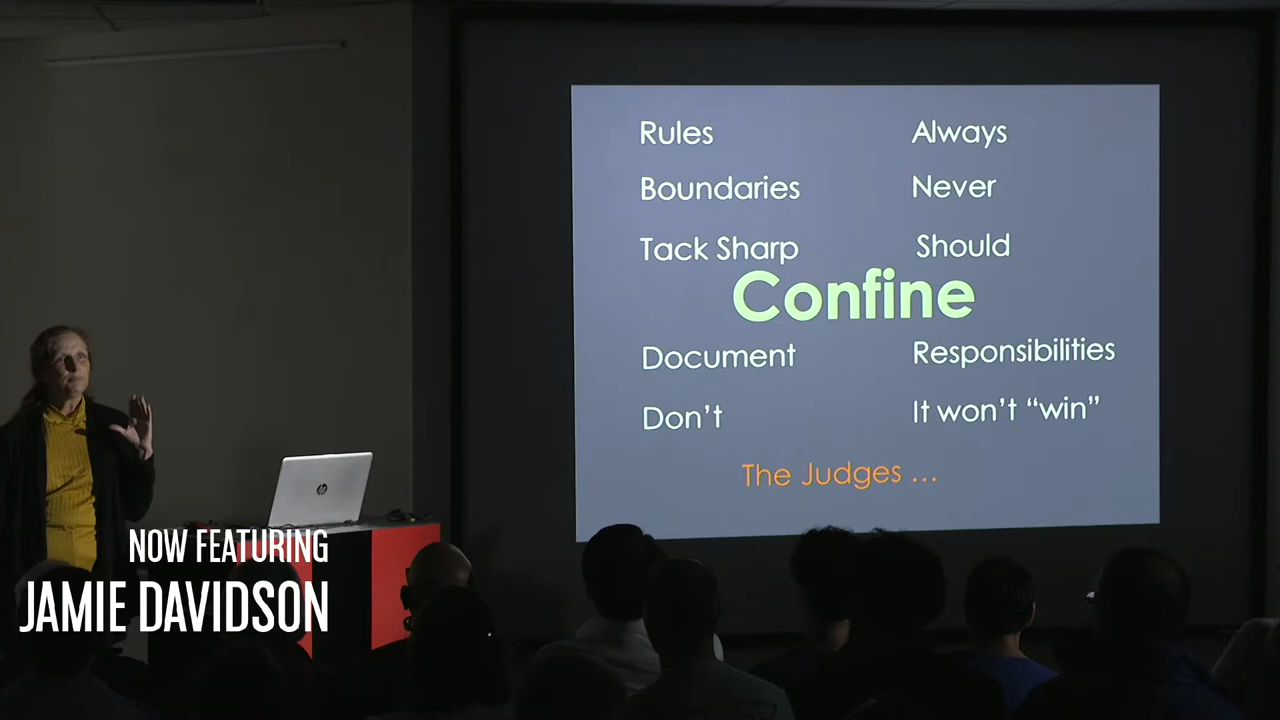 Rules
Always
Boundaries
Never
Tack Sharp
Should
Confine
Document
Responsibilities
Don't
It won't “win”
The Judges ...
hp
NOW FEATURING
JAMIE DAVIDSON